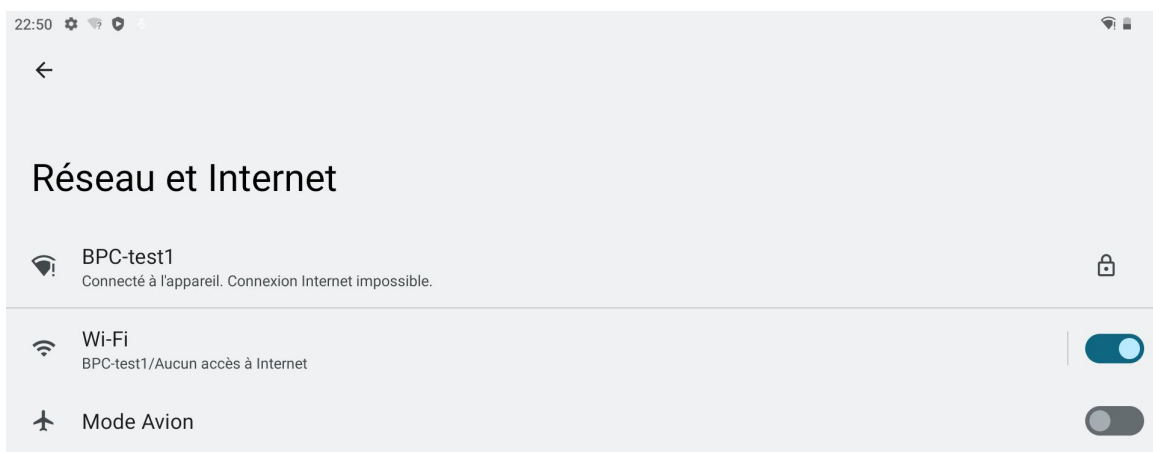 22:50
Réseau et Internet
BPC-test1
Connecté à l'appareil. Connexion Internet impossible.
Wi-Fi
BPC-test1/Aucun accès à Internet
Mode Avion